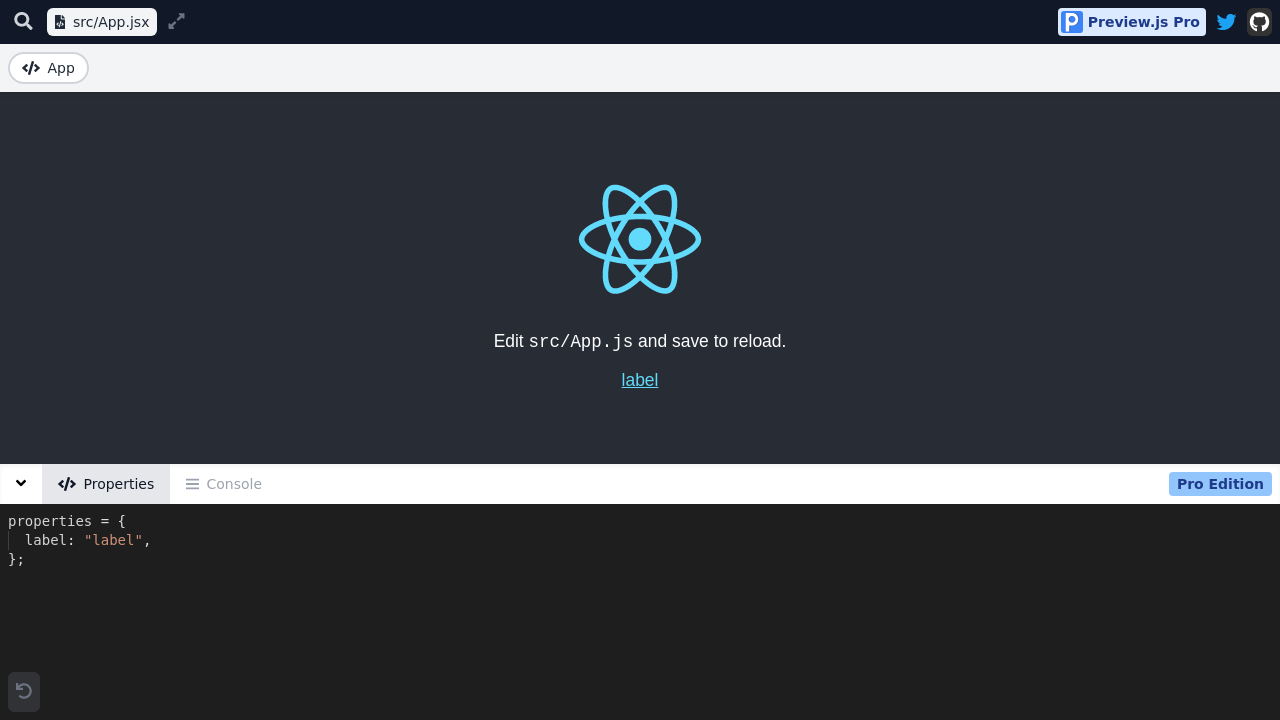 src/App.jsx
Preview.js Pro
App
Edit src/App.js and save to reload.
label
Properties
Console
Pro Edition
properties = {
  label: "label",
};